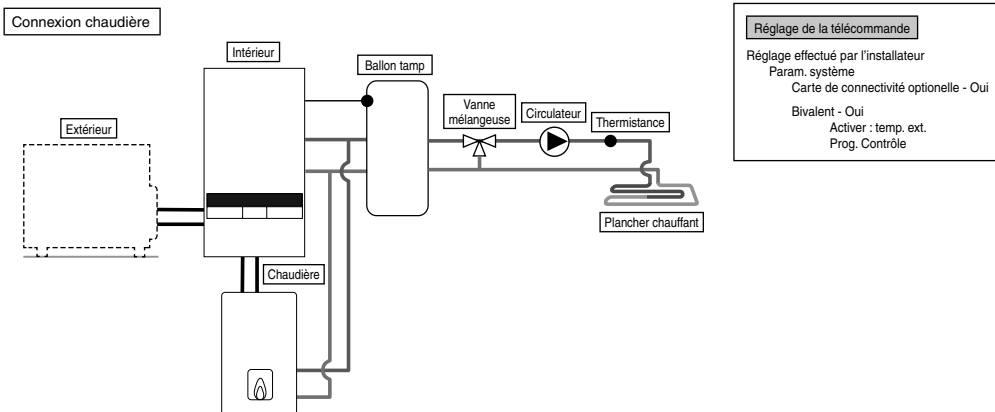 Connexion chaudière
Intérieur
Ballon tamp
Vanne
mélangeuse
Circulateur
Thermistance
Extérieur
Plancher chauffant
Chaudière
Réglage de la télécommande
Réglage effectué par l'installateur
Param. système
Carte de connectivité optionelle - Oui
Bivalent - Oui
Activer : temp. ext.
Prog. Contrôle